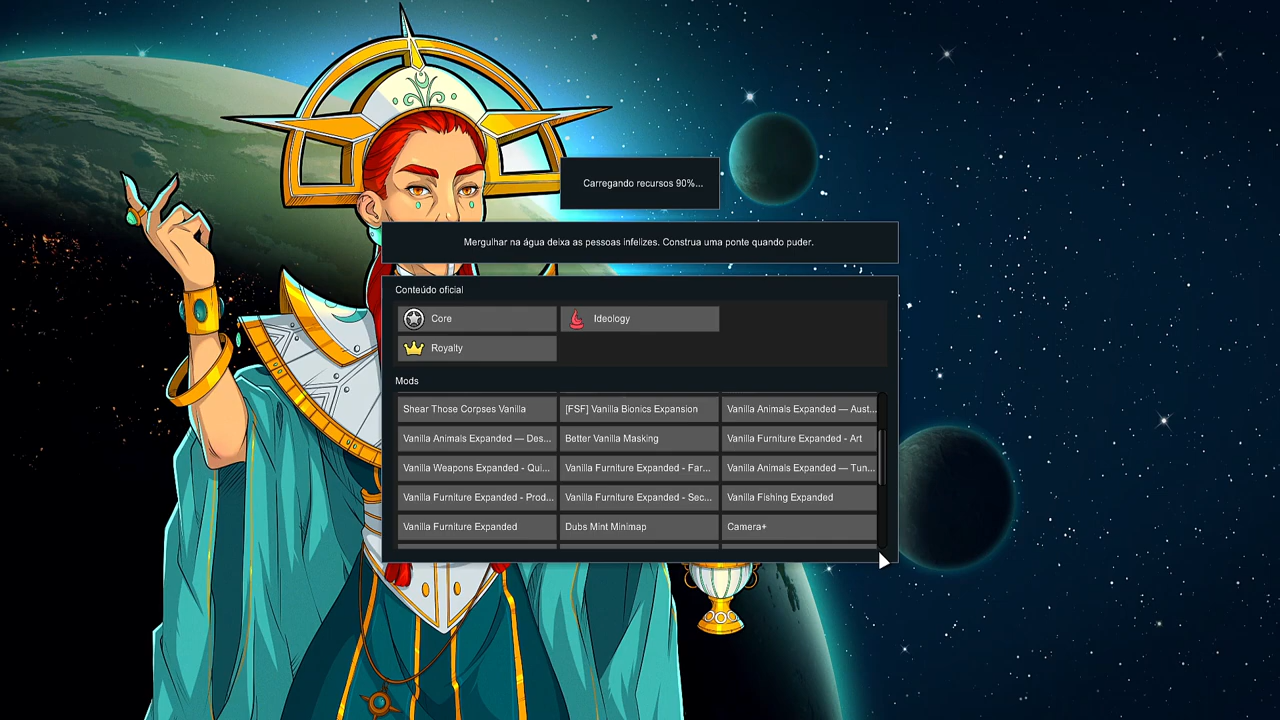 Carregando recursos 90%...
Mergulhar na água deixa as pessoas infelizes. Construa uma ponte quando puder.
Conteúdo oficial
Core
Ideology
Royalty
Mods
Shear Those Corpses Vanilla
[FSF] Vanilla Bionics Expansion
Vanilla Animals Expanded — Aust...
Vanilla Animals Expanded — Des...
Better Vanilla Masking
Vanilla Furniture Expanded - Art
Vanilla Weapons Expanded - Qui...
Vanilla Furniture Expanded - Far...
Vanilla Animals Expanded — Tun...
Vanilla Furniture Expanded - Prod...
Vanilla Furniture Expanded - Sec...
Vanilla Fishing Expanded
Vanilla Furniture Expanded
Dubs Mint Minimap
Camera+